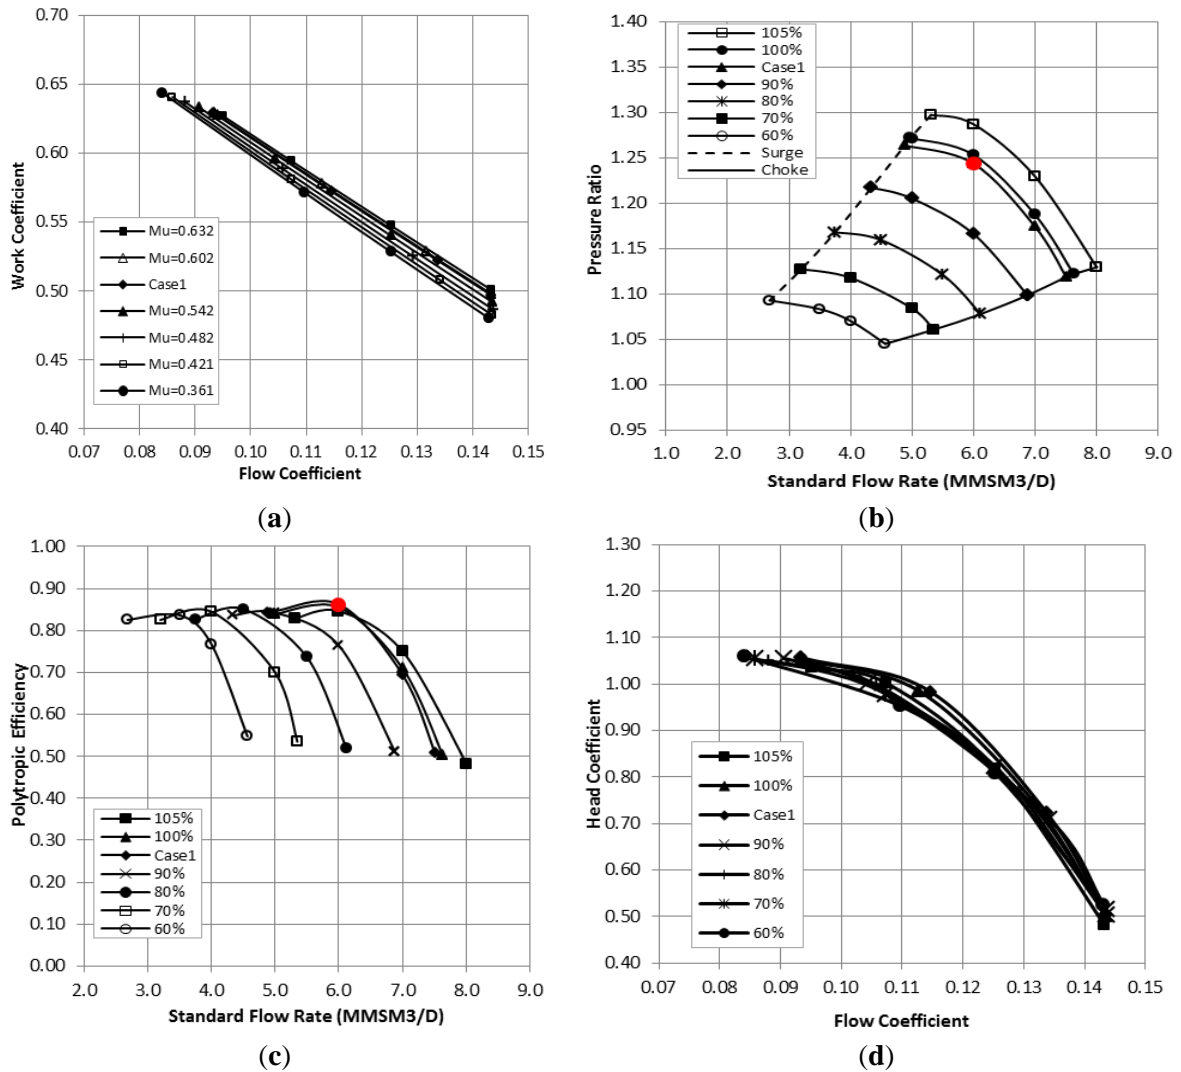 0.70
0.65
0.60
0.55
0.50
0.45
0.40
Work Coefficient
Mu=0.632
Mu=0.602
Case1
Mu=0.542
Mu=0.482
Mu=0.421
Mu=0.361
0.07 0.08 0.09 0.10 0.11 0.12 0.13 0.14 0.15
Flow Coefficient
(a)
1.40
1.35
1.30
1.25
1.20
1.15
1.10
1.05
1.00
0.95
Pressure Ratio
105%
100%
Case1
90%
80%
70%
60%
Surge
Choke
1.0 2.0 3.0 4.0 5.0 6.0 7.0 8.0 9.0
Standard Flow Rate (MMSM3/D)
(b)
1.00
0.90
0.80
0.70
0.60
0.50
0.40
0.30
0.20
0.10
0.00
Polytropic Efficiency
105%
100%
Case1
90%
80%
70%
60%
2.0 3.0 4.0 5.0 6.0 7.0 8.0 9.0
Standard Flow Rate (MMSM3/D)
(c)
1.30
1.20
1.10
1.00
0.90
0.80
0.70
0.60
0.50
0.40
Head Coefficient
105%
100%
Case1
90%
80%
70%
60%
0.07 0.08 0.09 0.10 0.11 0.12 0.13 0.14 0.15
Flow Coefficient
(d)